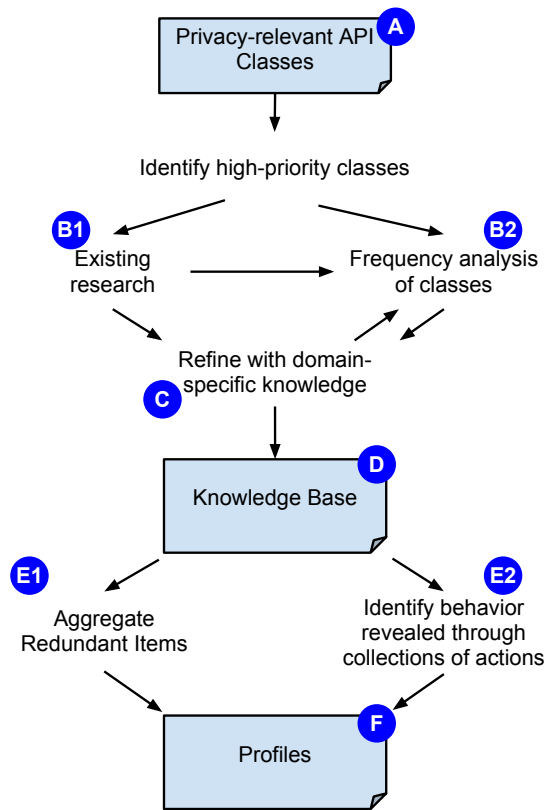 A
Privacy-relevant API
Classes
Identify high-priority classes
B1
B2
Existing
research
Frequency analysis
of classes
Refine with domain-
specific knowledge
C
D
Knowledge Base
E1
E2
Aggregate
Redundant Items
Identify behavior
revealed through
collections of actions
F
Profiles